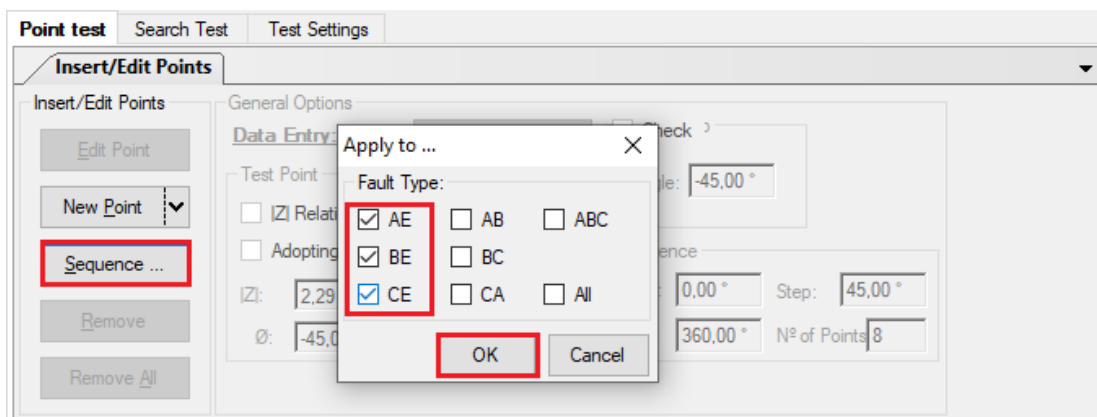 Point test Search Test Test Settings
Insert/Edit Points
Insert/Edit Points General Options
Edit Point Data Entry: Check
Apply to ...
Test Point Fault Type: -45,00 °
New Point |Z| AE AB ABC
Sequence ... Adopting BE BC
|Z|: 2,29 CE CA All 0,00 ° Step: 45,00 °
Remove Ø: 360,00 ° Nº of Points 8
OK Cancel
Remove All